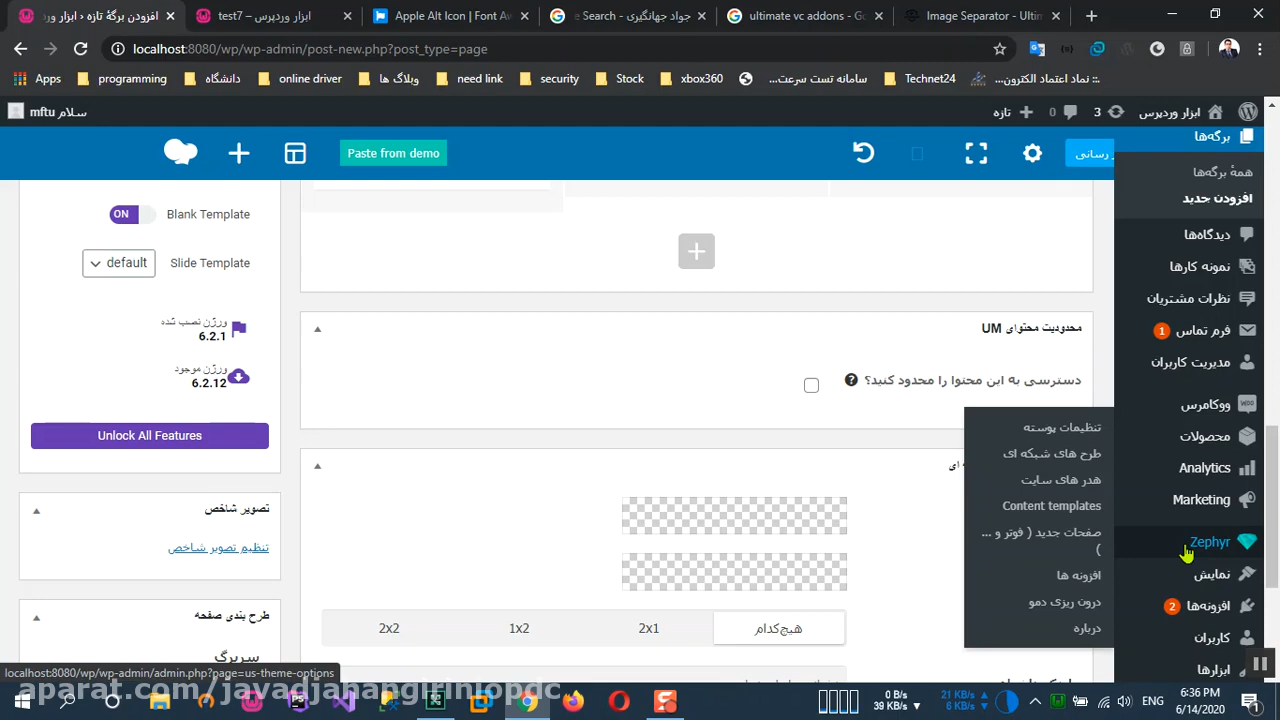 افزودن برگهٔ تازه ‹ ابزار وردپرس
ابزار وردپرس – test7
Apple Alt Icon | Font Aw
جواد جهانگیری - e Search
ultimate vc addons - Go
Image Separator - Ultim
localhost:8080/wp/wp-admin/post-new.php?post_type=page
Apps
programming
دانشگاه
online driver
وبلاگ ها
need link
security
Stock
xbox360
سامانه تست سرعت...
Technet24
نماد اعتماد الکترون...
ابزار وردپرس
3
0
تازه
سلام mftu
Paste from demo
رسانی
برگه‌ها
همهٔ برگه‌ها
افزودن جدید
دیدگاه‌ها
نمونه کارها
نظرات مشتریان
فرم تماس 1
مدیریت کاربران
ووکامرس
محصولات
Analytics
Marketing
Zephyr
نمایش
افزونه‌ها 2
کاربران
ابزارها
تنظیمات پوسته
طرح های شبکه ای
هدر های سایت
Content templates
صفحات جدید ( فوتر و ...
)
افزونه ها
درون ریزی دمو
درباره
محدودیت محتوای UM
دسترسی به این محتوا را محدود کنید؟
ای
هیچ‌کدام
2x1
1x2
2x2
ON
Blank Template
default
Slide Template
ورژن نصب شده
6.2.1
ورژن موجود
6.2.12
Unlock All Features
تصویر شاخص
تنظیم تصویر شاخص
طرح بندی صفحه
سربرگ
localhost:8080/wp/wp-admin/admin.php?page=us-theme-options
aparat.com/javadjahangiriniopdc
0 B/s
39 KB/s
21 KB/s
6 KB/s
ENG
6:36 PM
6/14/2020
1